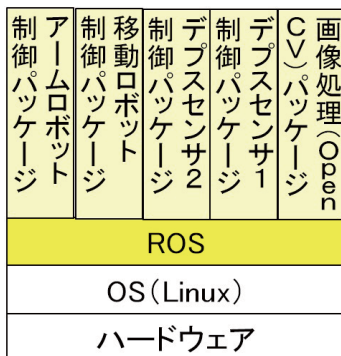 アームロボット
制御パッケージ
移動ロボット
制御パッケージ
デプスセンサ2
制御パッケージ
デプスセンサ1
制御パッケージ
画像処理(Open
CV)パッケージ
ROS
OS(Linux)
ハードウェア